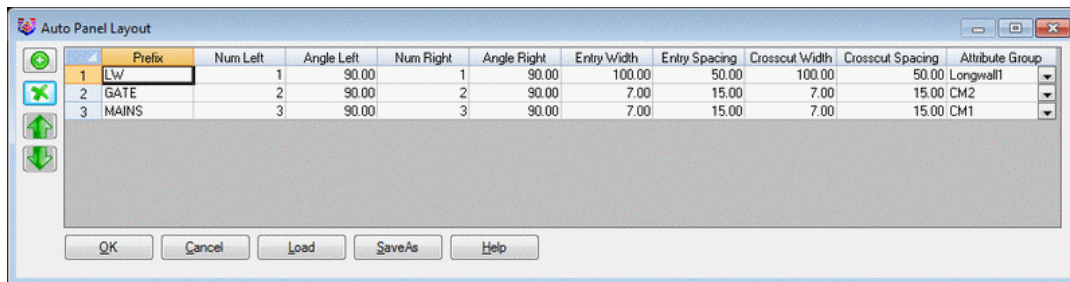 Auto Panel Layout
Prefix Num Left Angle Left Num Right Angle Right Entry Width Entry Spacing Crosscut Width Crosscut Spacing Attribute Group
1 LW 1 90.00 1 90.00 100.00 50.00 100.00 50.00 Longwall1
2 GATE 2 90.00 2 90.00 7.00 15.00 7.00 15.00 CM2
3 MAINS 3 90.00 3 90.00 7.00 15.00 7.00 15.00 CM1
OK Cancel Load SaveAs Help